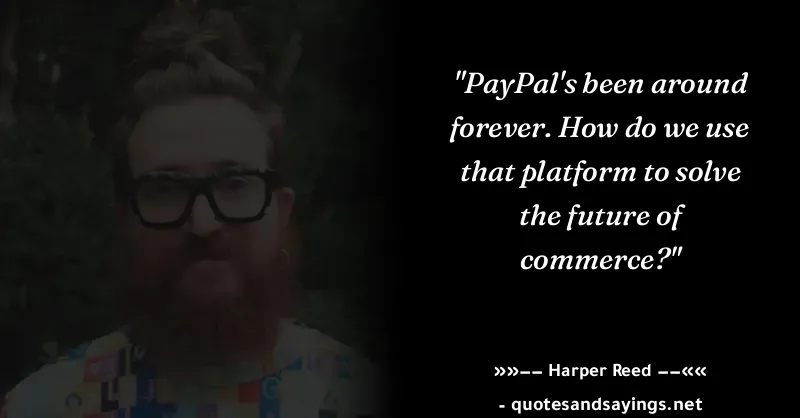 "PayPal's been around
forever. How do we use
that platform to solve
the future of
commerce?"
»»−− Harper Reed −−««
- quotesandsayings.net